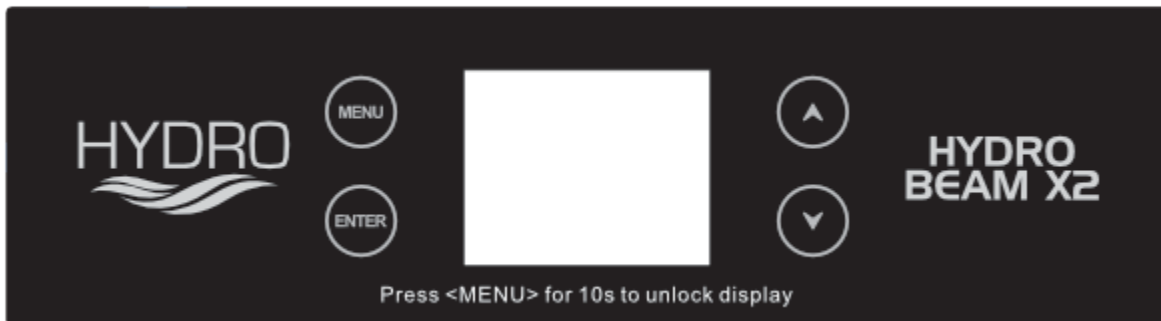 HYDRO
MENU
ENTER
HYDRO
BEAM X2
Press <MENU> for 10s to unlock display